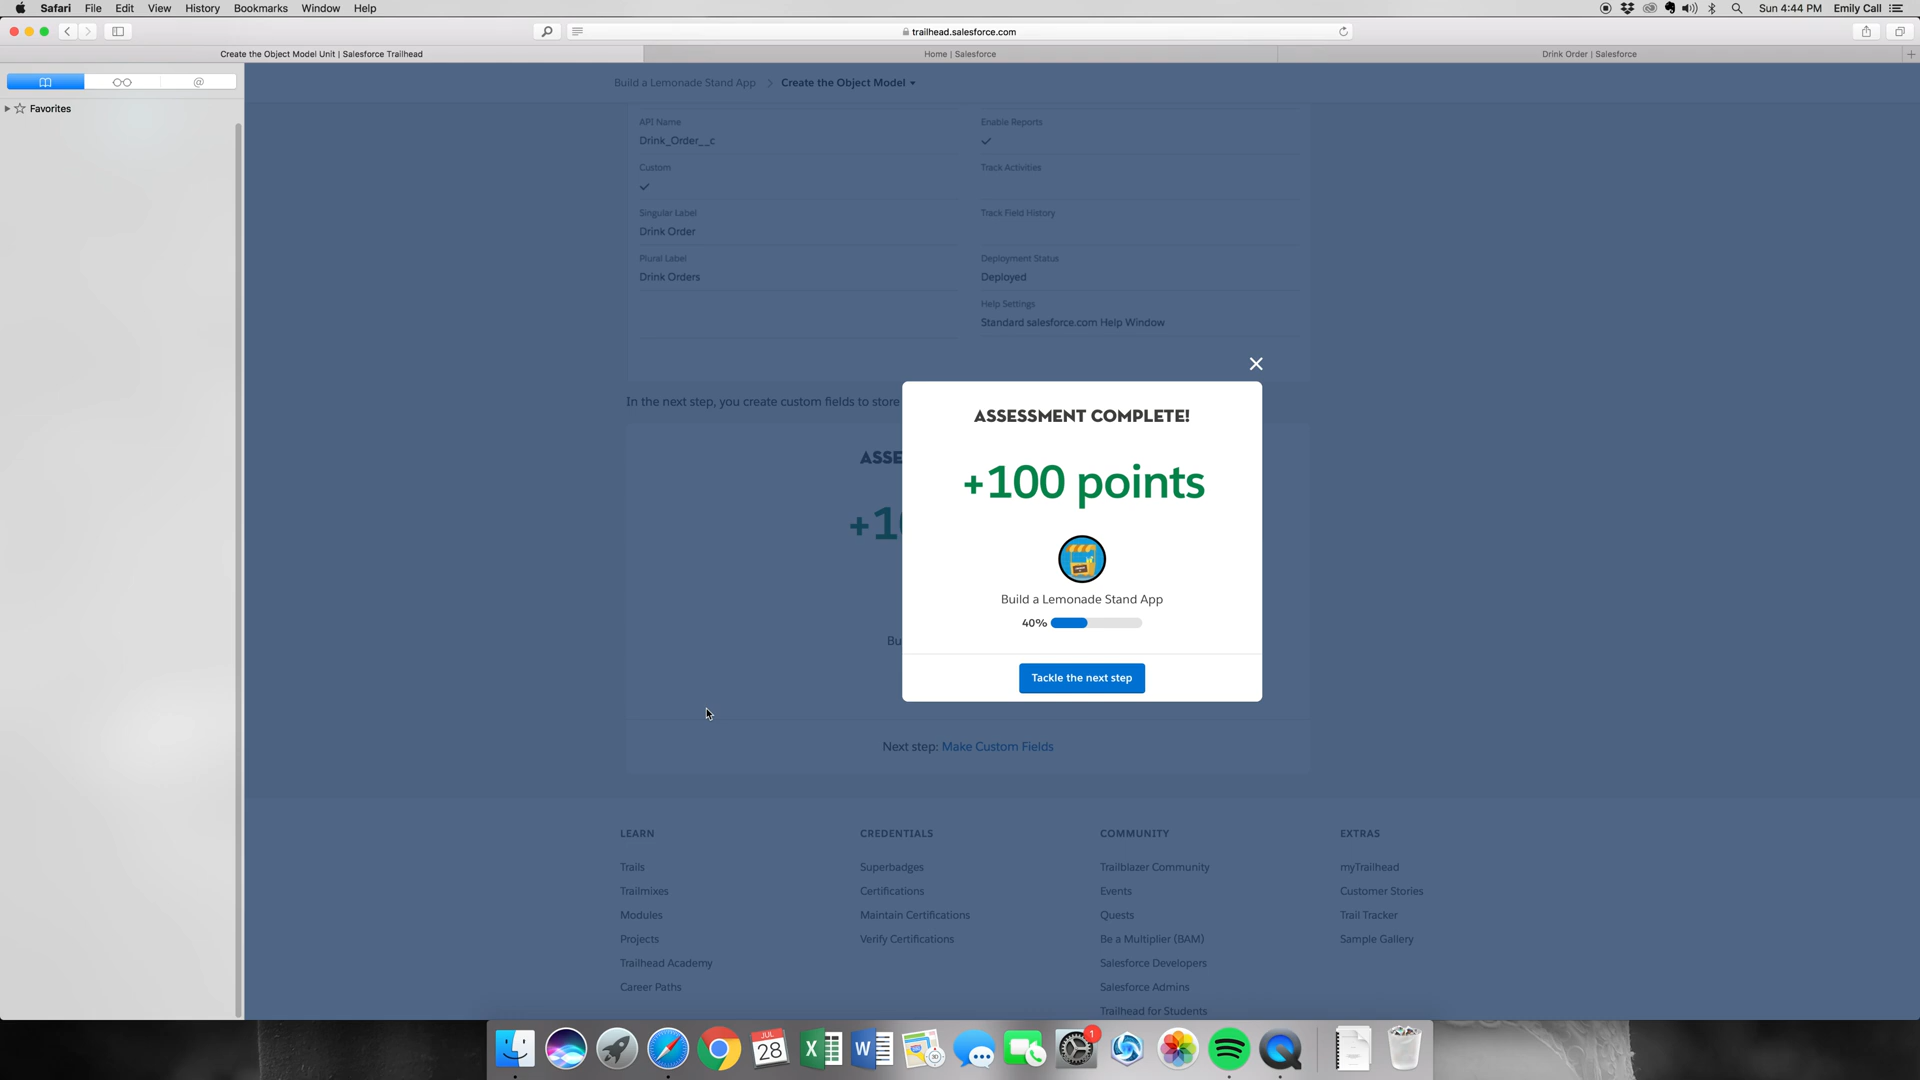 Safari File Edit View History Bookmarks Window Help
Sun 4:44 PM Emily Call
trailhead.salesforce.com
Create the Object Model Unit | Salesforce Trailhead
Home | Salesforce
Drink Order | Salesforce
Favorites
Build a Lemonade Stand App
Create the Object Model
API Name
Drink_Order__c
Custom
Singular Label
Drink Order
Plural Label
Drink Orders
Enable Reports
Track Activities
Track Field History
Deployment Status
Deployed
Help Settings
Standard salesforce.com Help Window
In the next step, you create custom fields to store
ASSE
+10
Bu
ASSESSMENT COMPLETE!
+100 points
Build a Lemonade Stand App
40%
Tackle the next step
Next step: Make Custom Fields
LEARN
Trails
Trailmixes
Modules
Projects
Trailhead Academy
Career Paths
CREDENTIALS
Superbadges
Certifications
Maintain Certifications
Verify Certifications
COMMUNITY
Trailblazer Community
Events
Quests
Be a Multiplier (BAM)
Salesforce Developers
Salesforce Admins
Trailhead for Students
EXTRAS
myTrailhead
Customer Stories
Trail Tracker
Sample Gallery
JUL
28
1